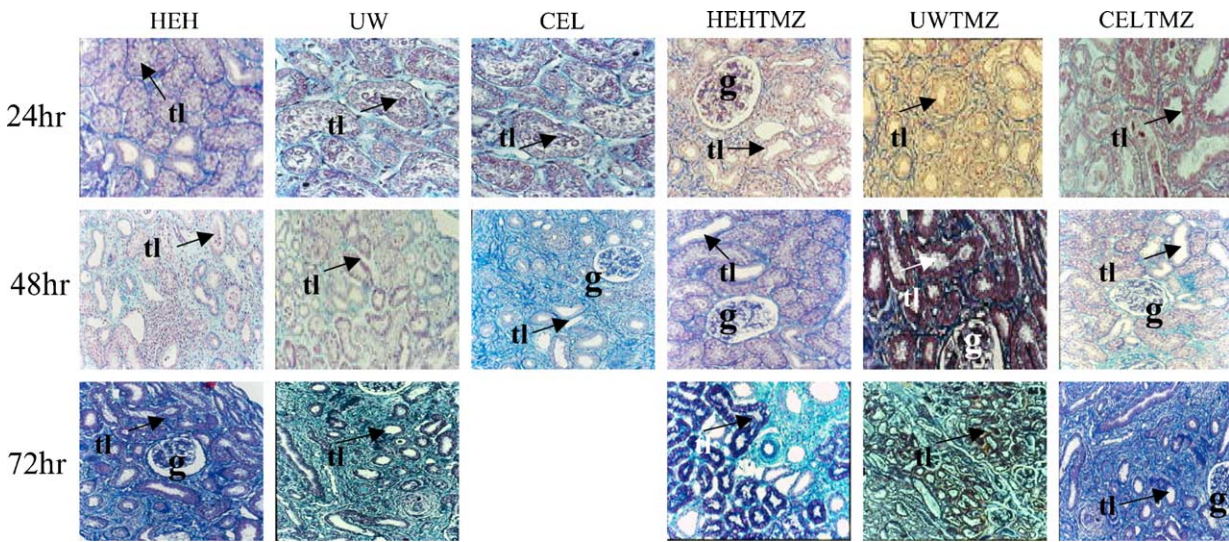 HEH UW CEL HEHTMZ UWTMZ CELTMZ
24hr
tl tl tl g tl tl tl
48hr
tl tl g tl tl g tl g tl g
72hr
tl g tl tl tl tl g